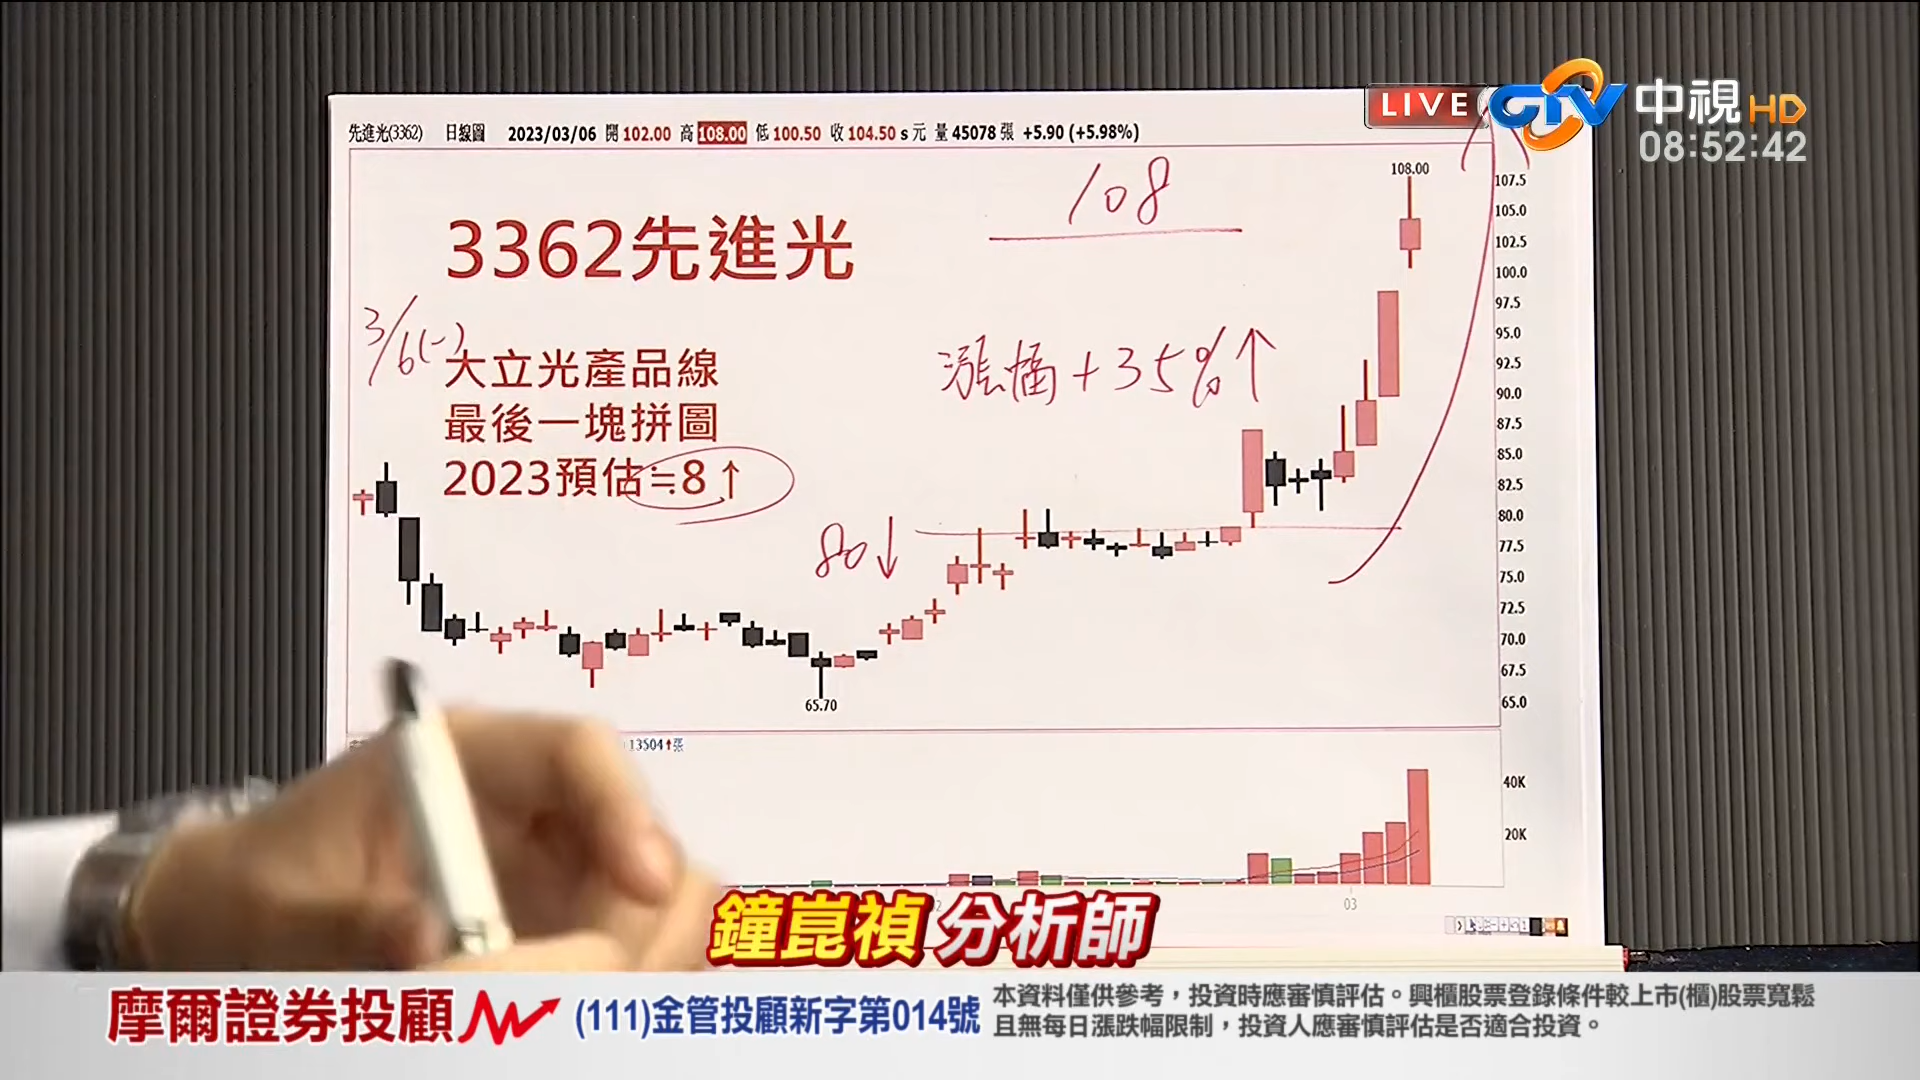 LIVE CTV 中視 HD
08:52:42
先進光(3362) 日線圖 2023/03/06 開 102.00 高 108.00 低 100.50 收 104.50 s 元 量 45078 張 +5.90 (+5.98%)
108.00
108
3362先進光
3/6(一)
大立光產品線
最後一塊拼圖
2023預估≒8↑
漲幅+35%↑
80↓
65.70
107.5
105.0
102.5
100.0
97.5
95.0
92.5
90.0
87.5
85.0
82.5
80.0
77.5
75.0
72.5
70.0
67.5
65.0
13504↑張
40K
20K
03
鐘崑禎 分析師
摩爾證券投顧 (111)金管投顧新字第014號
本資料僅供參考，投資時應審慎評估。興櫃股票登錄條件較上市(櫃)股票寬鬆
且無每日漲跌幅限制，投資人應審慎評估是否適合投資。